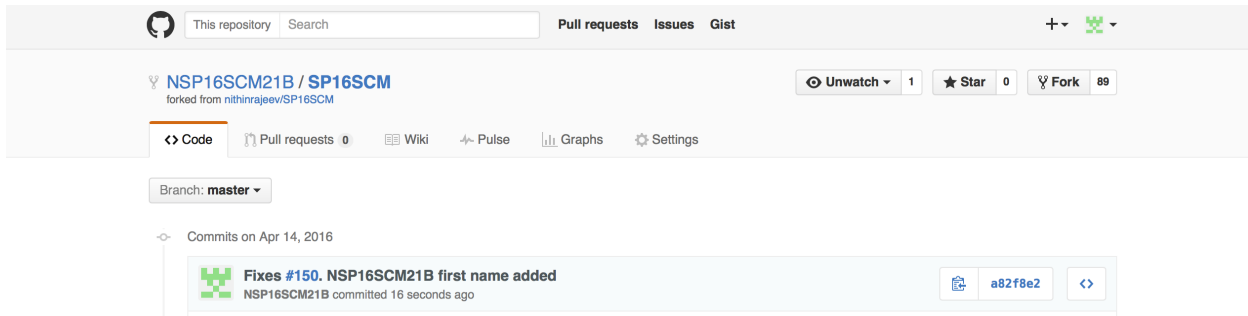 This repository Search Pull requests Issues Gist
NSP16SCM21B / SP16SCM Unwatch 1 Star 0 Fork 89
forked from nithinrajeev/SP16SCM
Code Pull requests 0 Wiki Pulse Graphs Settings
Branch: master
Commits on Apr 14, 2016
Fixes #150. NSP16SCM21B first name added
NSP16SCM21B committed 16 seconds ago
a82f8e2